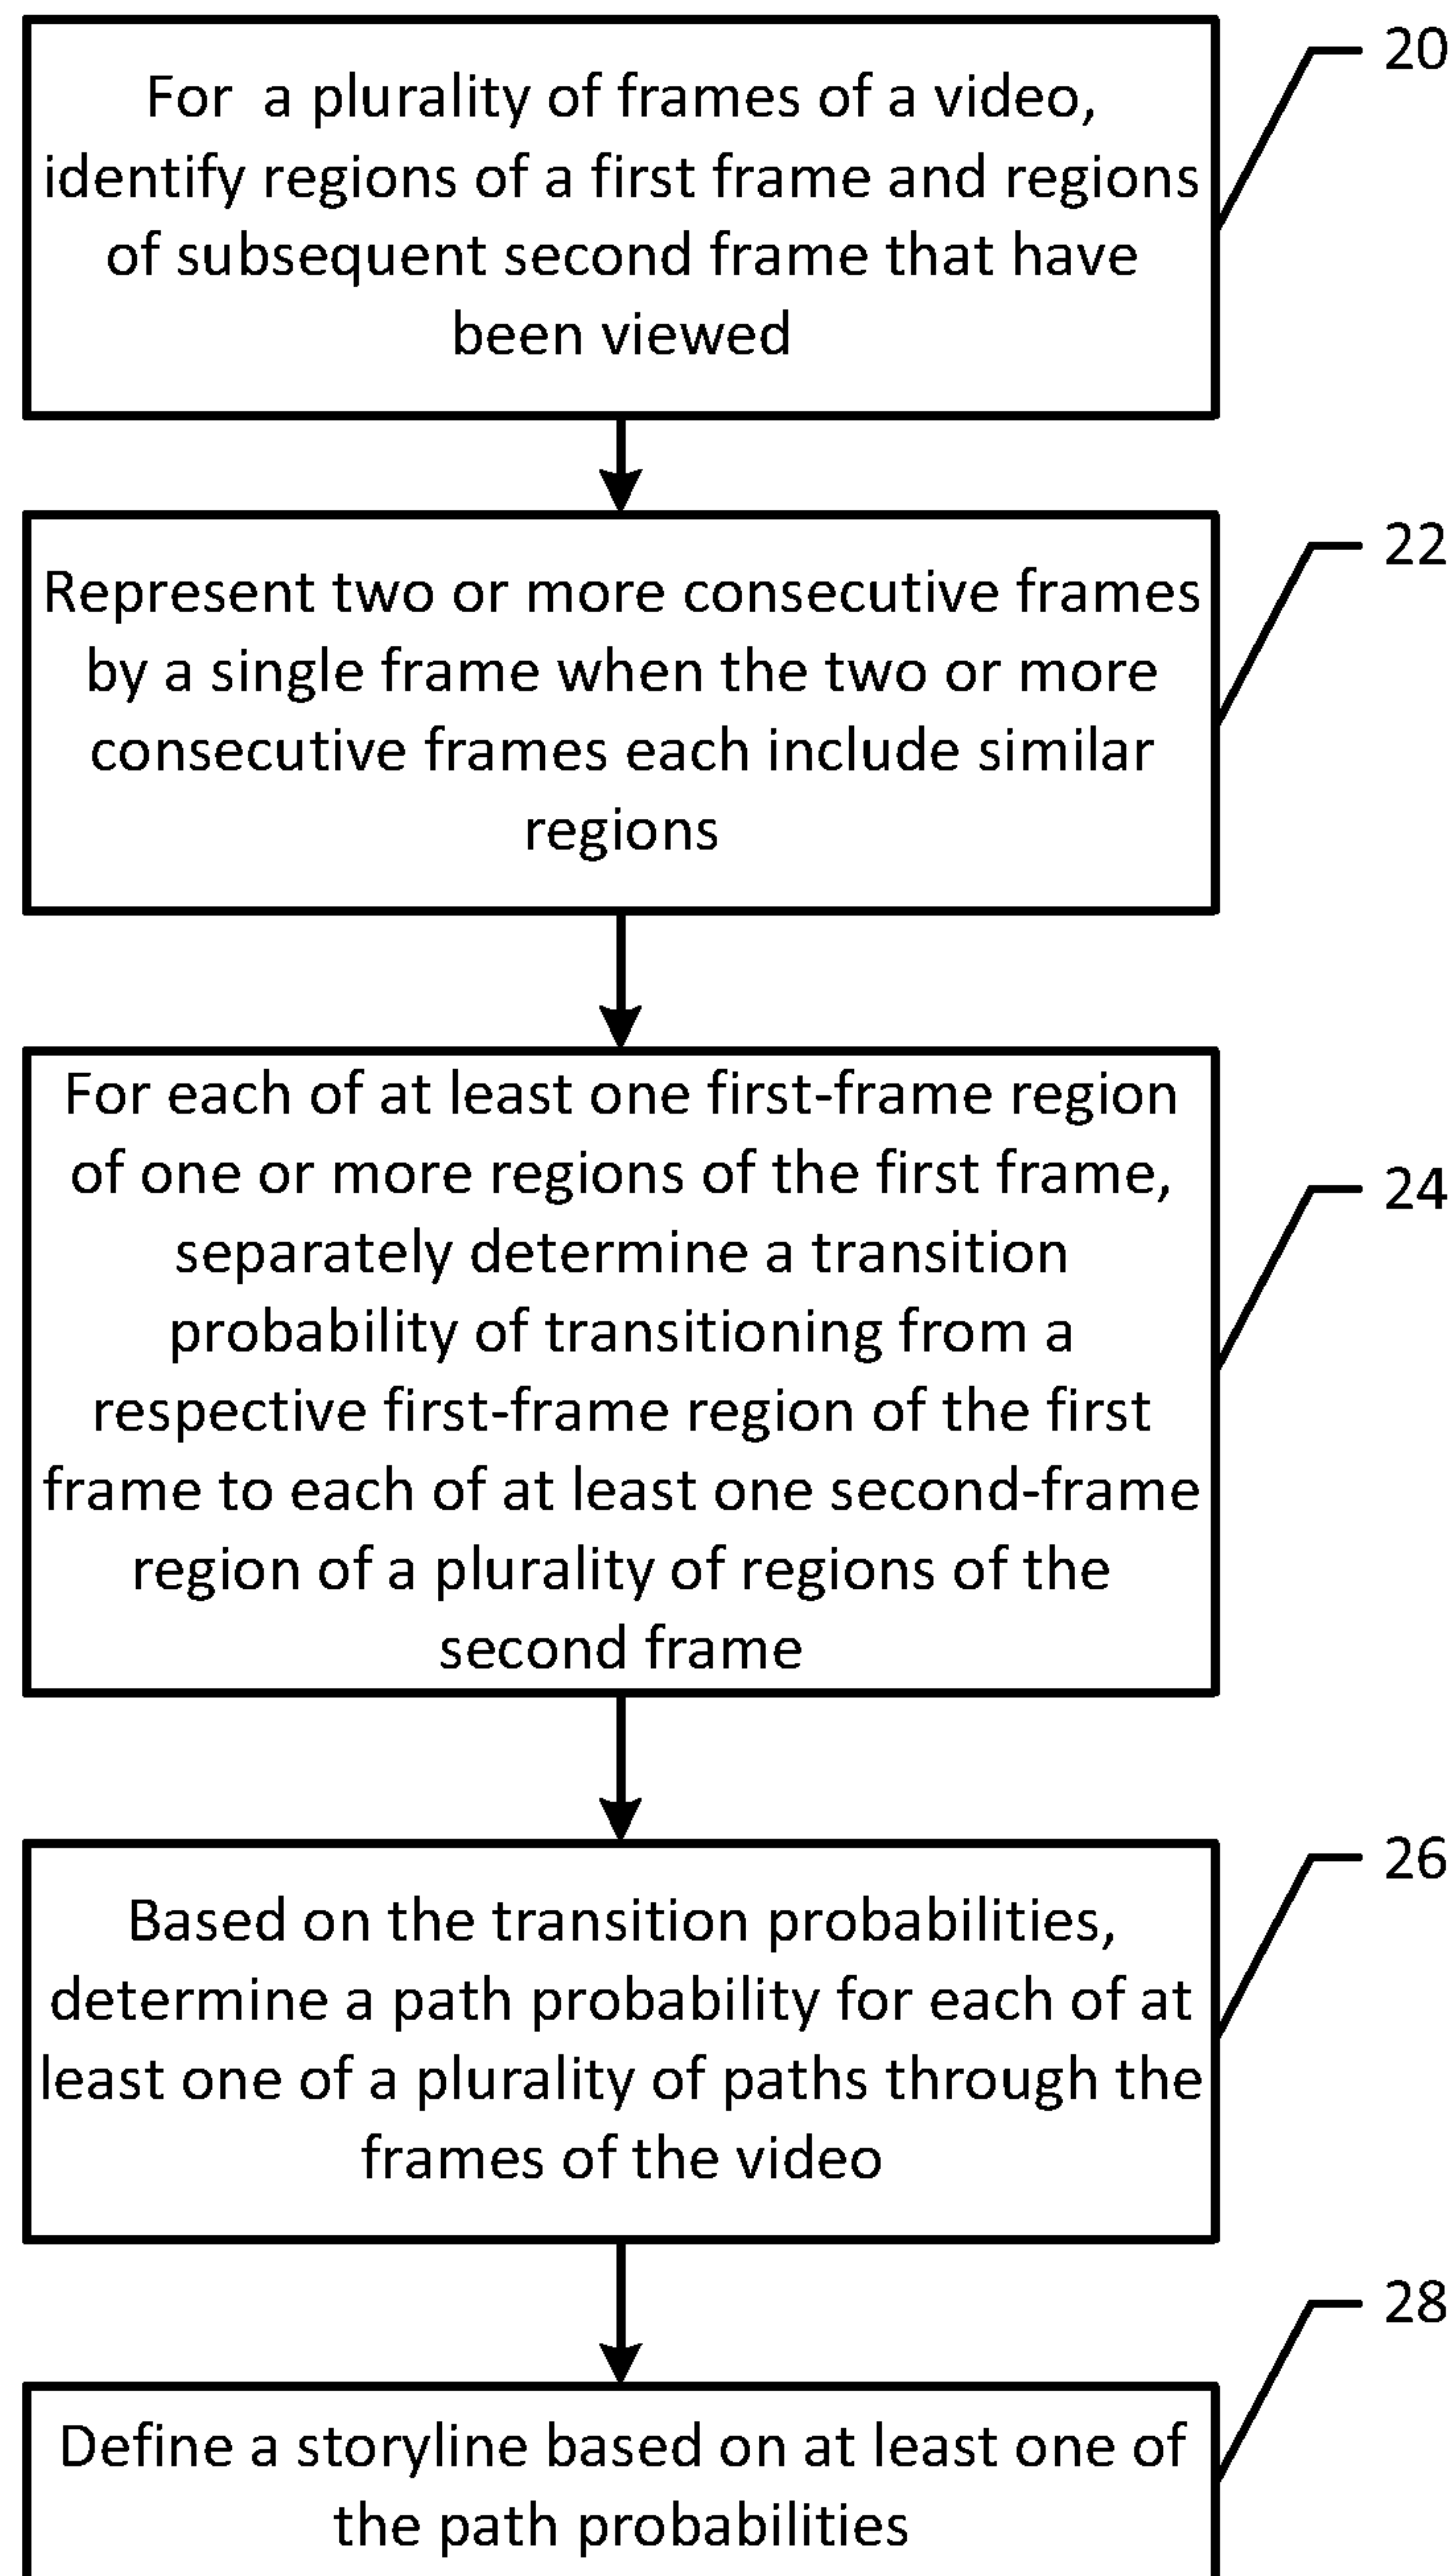 20
For a plurality of frames of a video,
identify regions of a first frame and regions
of subsequent second frame that have
been viewed
22
Represent two or more consecutive frames
by a single frame when the two or more
consecutive frames each include similar
regions
24
For each of at least one first-frame region
of one or more regions of the first frame,
separately determine a transition
probability of transitioning from a
respective first-frame region of the first
frame to each of at least one second-frame
region of a plurality of regions of the
second frame
26
Based on the transition probabilities,
determine a path probability for each of at
least one of a plurality of paths through the
frames of the video
28
Define a storyline based on at least one of
the path probabilities